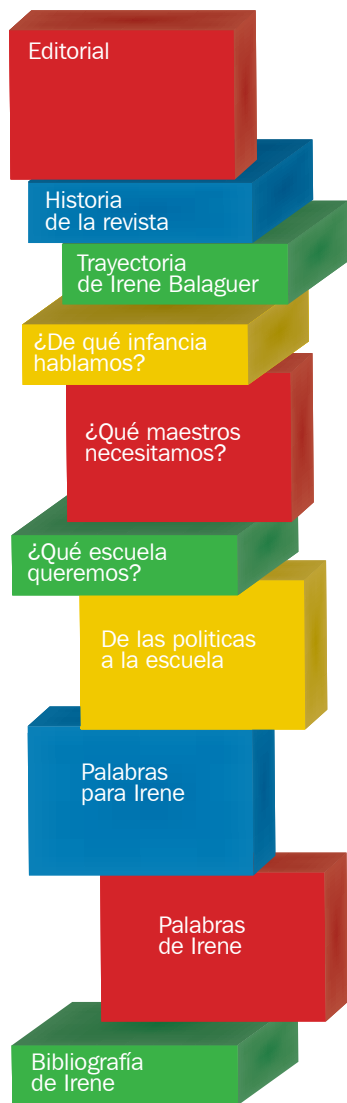 Editorial
Historia
de la revista
Trayectoria
de Irene Balaguer
¿De qué infancia
hablamos?
¿Qué maestros
necesitamos?
¿Qué escuela
queremos?
De las politicas
a la escuela
Palabras
para Irene
Palabras
de Irene
Bibliografía
de Irene